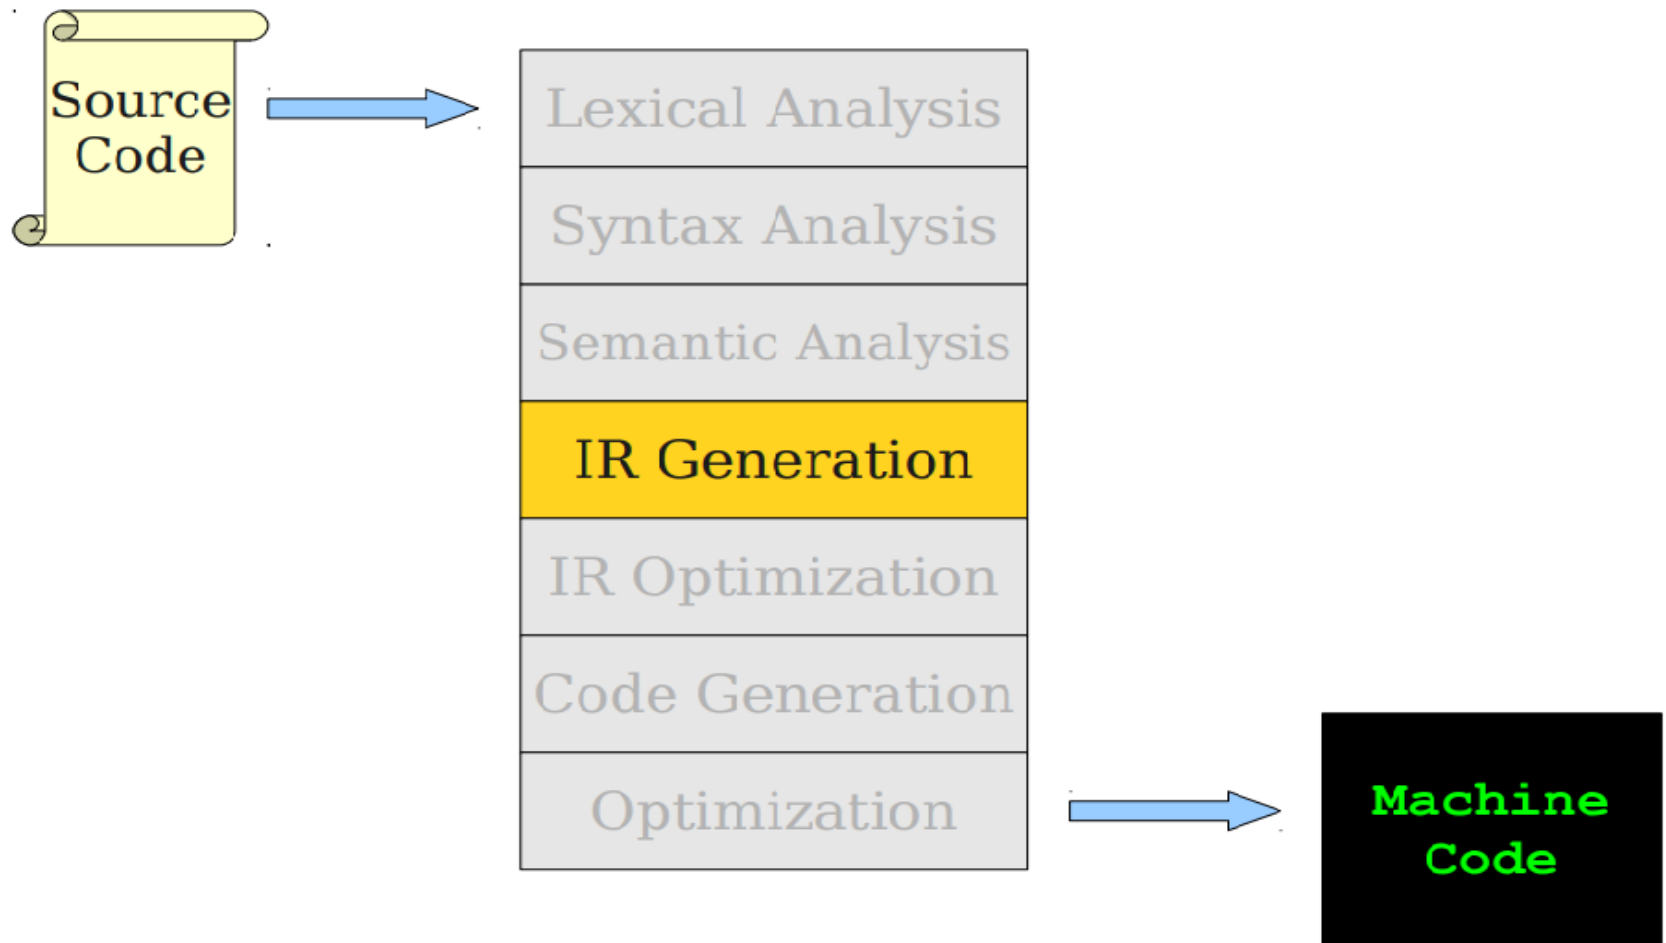 Source
Code
Lexical Analysis
Syntax Analysis
Semantic Analysis
IR Generation
IR Optimization
Code Generation
Optimization
Machine
Code